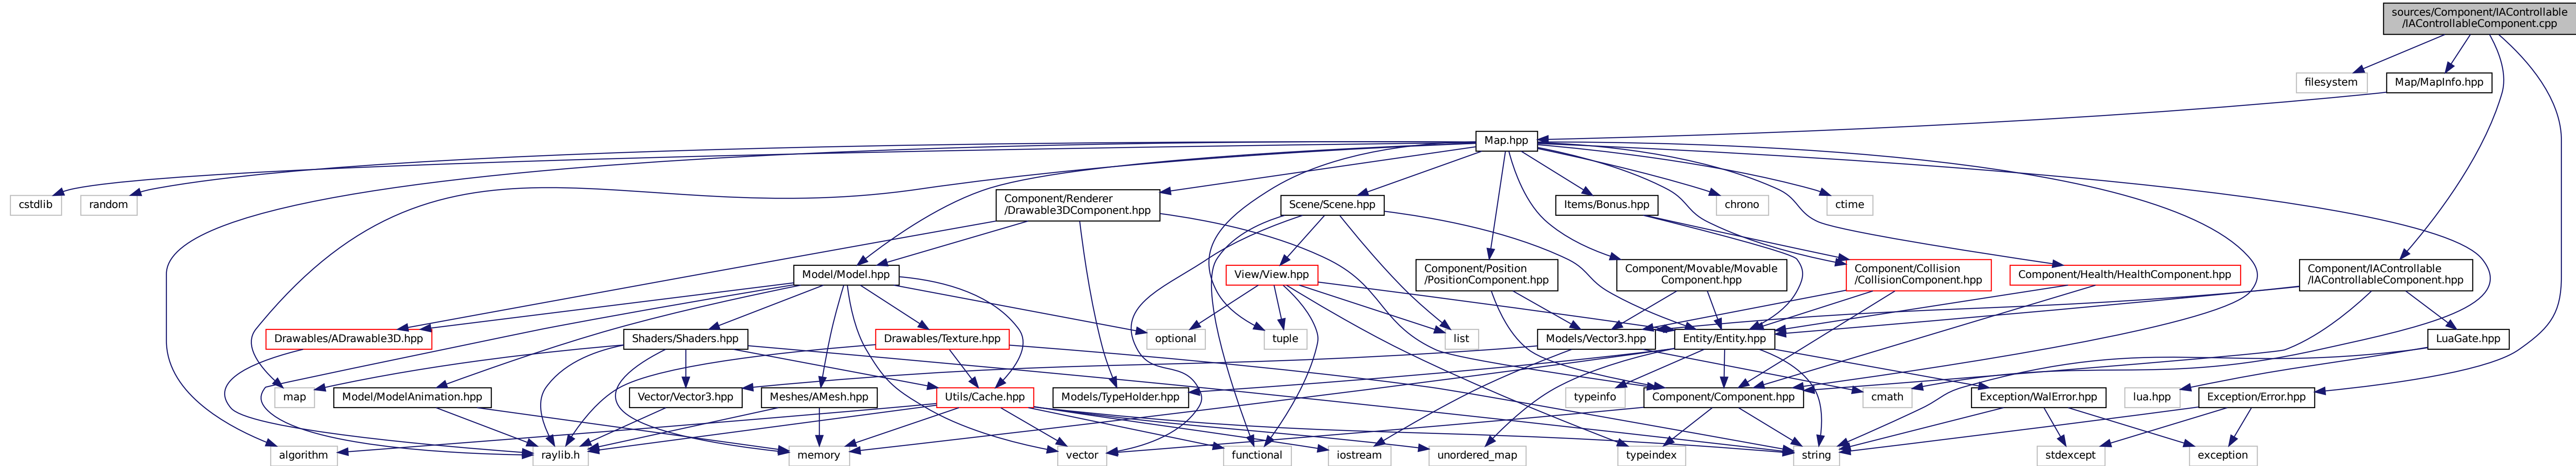 sources/Component/IAControllable
/IAControllableComponent.cpp
filesystem
Map/MapInfo.hpp
Map.hpp
cstdlib
random
Component/Renderer
/Drawable3DComponent.hpp
Scene/Scene.hpp
Items/Bonus.hpp
chrono
ctime
Model/Model.hpp
View/View.hpp
Component/Position
/PositionComponent.hpp
Component/Movable/Movable
Component.hpp
Component/Collision
/CollisionComponent.hpp
Component/Health/HealthComponent.hpp
Component/IAControllable
/IAControllableComponent.hpp
Drawables/ADrawable3D.hpp
Shaders/Shaders.hpp
Drawables/Texture.hpp
optional
tuple
list
Models/Vector3.hpp
Entity/Entity.hpp
LuaGate.hpp
map
Model/ModelAnimation.hpp
Vector/Vector3.hpp
Meshes/AMesh.hpp
Utils/Cache.hpp
Models/TypeHolder.hpp
typeinfo
Component/Component.hpp
cmath
Exception/WalError.hpp
lua.hpp
Exception/Error.hpp
algorithm
raylib.h
memory
vector
functional
iostream
unordered_map
typeindex
string
stdexcept
exception